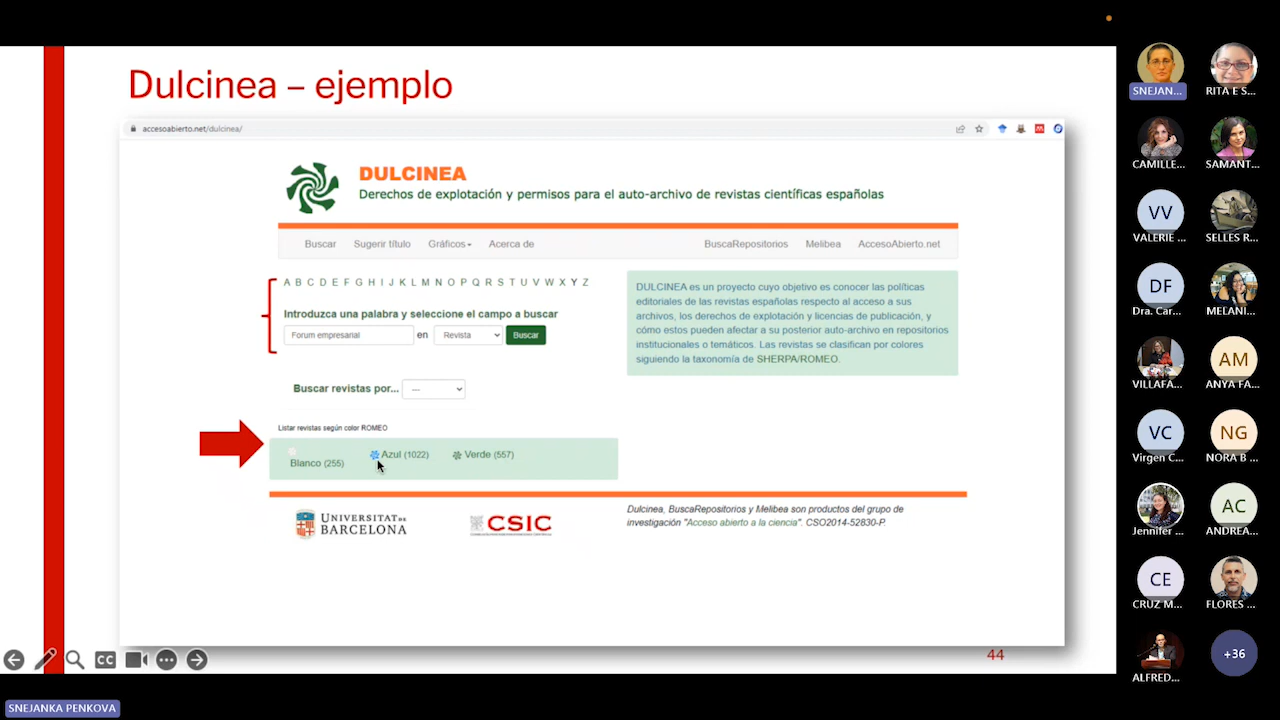 Dulcinea – ejemplo
accesoabierto.net/dulcinea/
DULCINEA
Derechos de explotación y permisos para el auto-archivo de revistas científicas españolas
Buscar Sugerir título Gráficos Acerca de BuscaRepositorios Melibea AccesoAbierto.net
A B C D E F G H I J K L M N O P Q R S T U V W X Y Z
Introduzca una palabra y seleccione el campo a buscar
Forum empresarial en Revista Buscar
Buscar revistas por... ---
Listar revistas según color ROMEO
Blanco (255) Azul (1022) Verde (557)
DULCINEA es un proyecto cuyo objetivo es conocer las políticas
editoriales de las revistas españolas respecto al acceso a sus
archivos, los derechos de explotación y licencias de publicación, y
cómo estos pueden afectar a su posterior auto-archivo en repositorios
institucionales o temáticos. Las revistas se clasifican por colores
siguiendo la taxonomía de SHERPA/ROMEO.
UNIVERSITAT DE
BARCELONA
CSIC
Dulcinea, BuscaRepositorios y Melibea son productos del grupo de
investigación "Acceso abierto a la ciencia". CSO2014-52830-P.
44
CC
SNEJANKA PENKOVA
SNEJAN... RITA E S...
CAMILLE... SAMANT...
VV
VALERIE ... SELLES R...
DF
Dra. Car... MELANI...
AM
VILLAFA... ANYA FA...
VC NG
Virgen C... NORA B ...
AC
Jennifer ... ANDREA...
CE
CRUZ M... FLORES ...
+36
ALFRED...